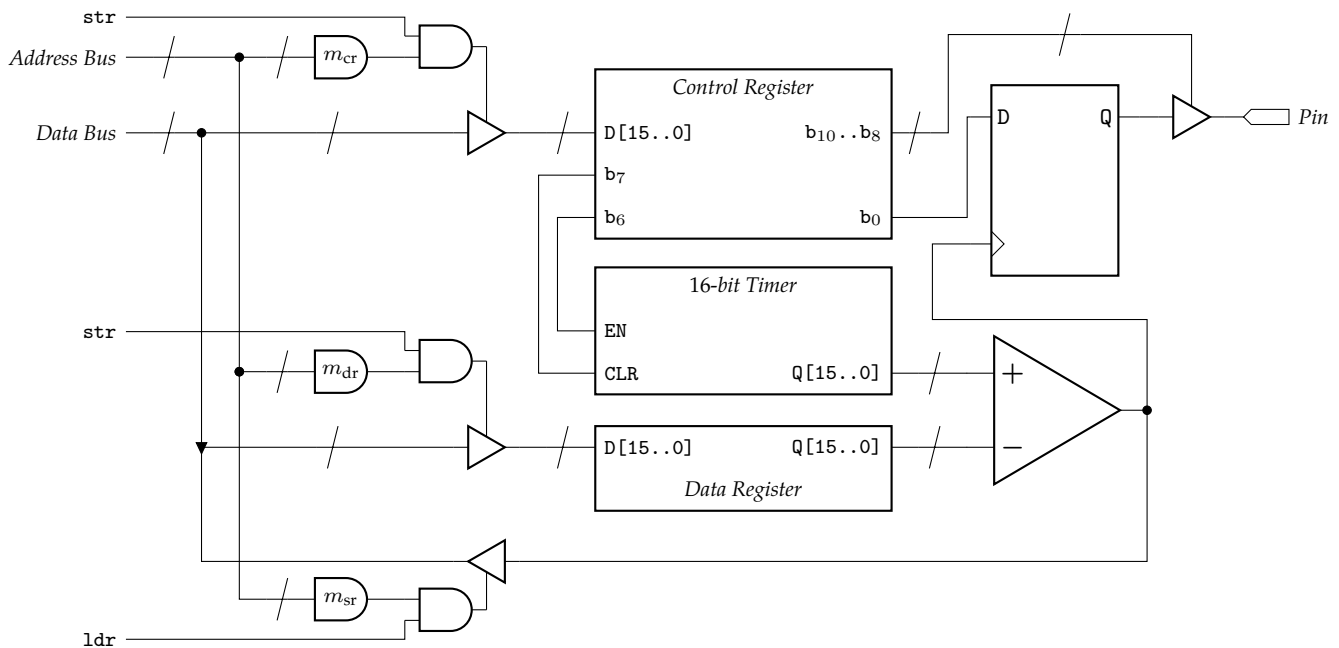 str
Address Bus
m_cr
Data Bus
Control Register
D[15..0]
b_10..b_8
b_7
b_6
b_0
D
Q
Pin
16-bit Timer
EN
CLR
Q[15..0]
str
m_dr
D[15..0]
Q[15..0]
Data Register
+
−
m_sr
ldr